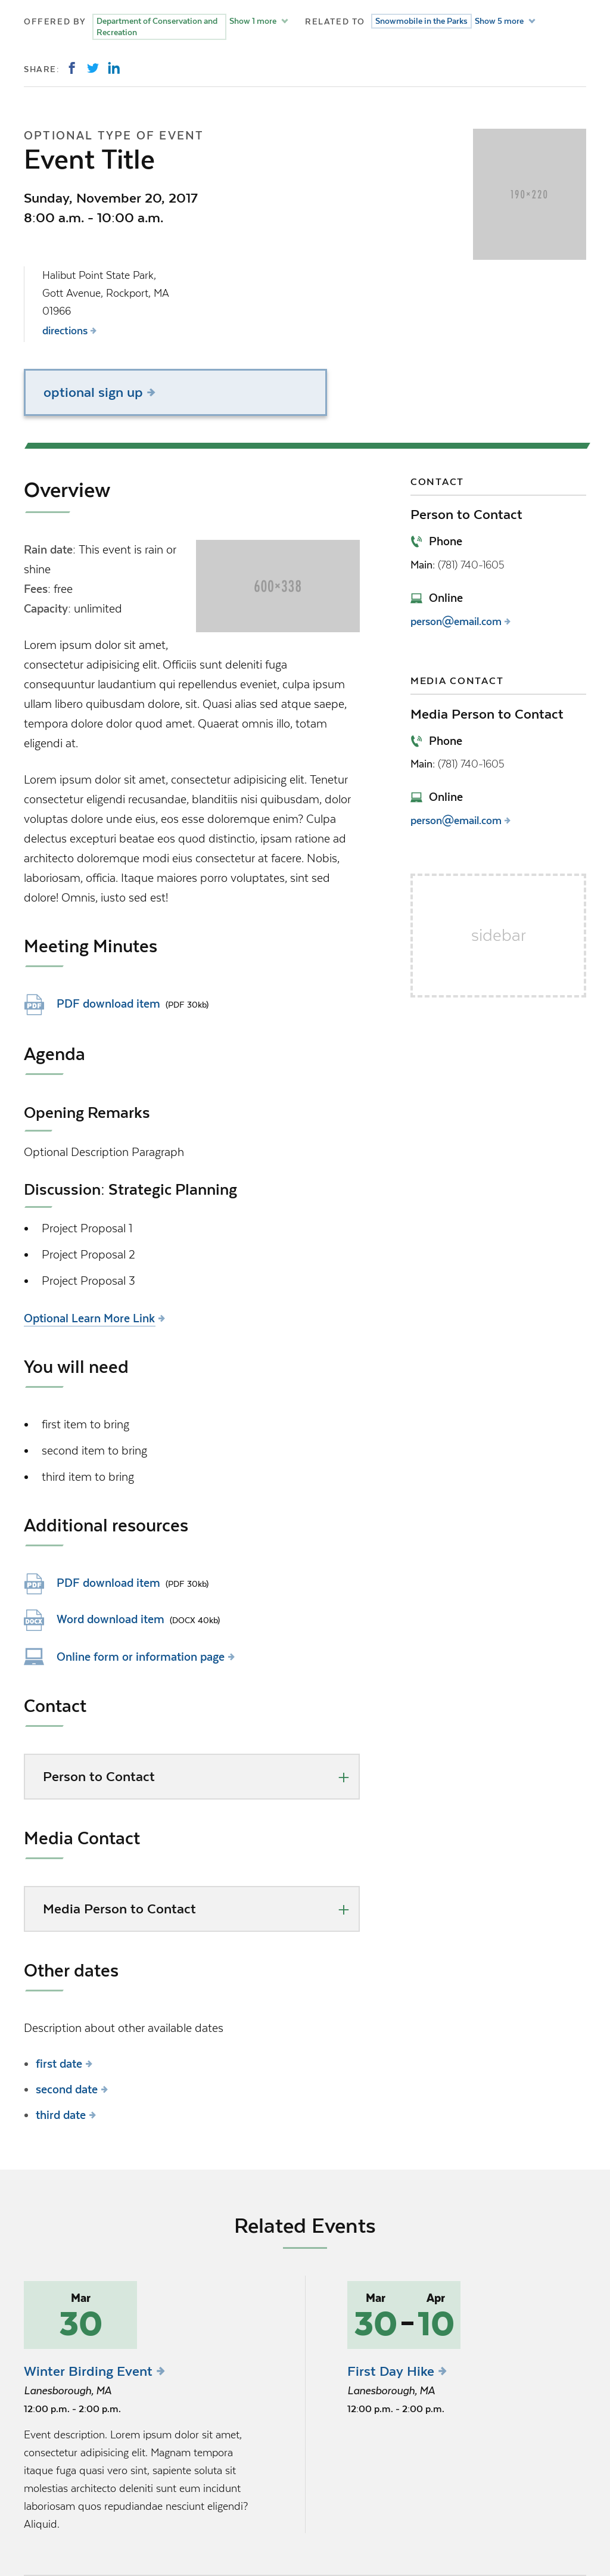 OFFERED BY
Department of Conservation and
Recreation
Show 1 more
RELATED TO
Snowmobile in the Parks
Show 5 more
SHARE:
OPTIONAL TYPE OF EVENT
Event Title
190×220
Sunday, November 20, 2017
8:00 a.m. - 10:00 a.m.
Halibut Point State Park,
Gott Avenue, Rockport, MA
01966
directions
optional sign up
Overview
Rain date: This event is rain or
shine
Fees: free
Capacity: unlimited
600×338
Lorem ipsum dolor sit amet,
consectetur adipisicing elit. Officiis sunt deleniti fuga
consequuntur laudantium qui repellendus eveniet, culpa ipsum
ullam libero quibusdam dolore, sit. Quasi alias sed atque saepe,
tempora dolore dolor quod amet. Quaerat omnis illo, totam
eligendi at.
Lorem ipsum dolor sit amet, consectetur adipisicing elit. Tenetur
consectetur eligendi recusandae, blanditiis nisi quibusdam, dolor
voluptas dolore unde eius, eos esse doloremque enim? Culpa
delectus excepturi beatae eos quod distinctio, ipsam ratione ad
architecto doloremque modi eius consectetur at facere. Nobis,
laboriosam, officia. Itaque maiores porro voluptates, sint sed
dolore! Omnis, iusto sed est!
Meeting Minutes
PDF
PDF download item (PDF 30kb)
Agenda
Opening Remarks
Optional Description Paragraph
Discussion: Strategic Planning
• Project Proposal 1
• Project Proposal 2
• Project Proposal 3
Optional Learn More Link
You will need
• first item to bring
• second item to bring
• third item to bring
Additional resources
PDF
PDF download item (PDF 30kb)
DOCX
Word download item (DOCX 40kb)
Online form or information page
Contact
Person to Contact
Media Contact
Media Person to Contact
Other dates
Description about other available dates
• first date
• second date
• third date
CONTACT
Person to Contact
Phone
Main: (781) 740-1605
Online
person@email.com
MEDIA CONTACT
Media Person to Contact
Phone
Main: (781) 740-1605
Online
person@email.com
sidebar
Related Events
Mar
30
Winter Birding Event
Lanesborough, MA
12:00 p.m. - 2:00 p.m.
Event description. Lorem ipsum dolor sit amet,
consectetur adipisicing elit. Magnam tempora
itaque fuga quasi vero sint, sapiente soluta sit
molestias architecto deleniti sunt eum incidunt
laboriosam quos repudiandae nesciunt eligendi?
Aliquid.
Mar Apr
30-10
First Day Hike
Lanesborough, MA
12:00 p.m. - 2:00 p.m.